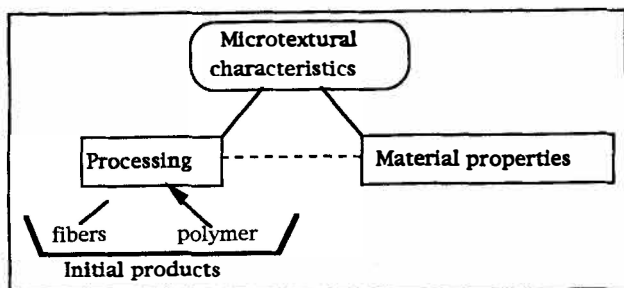 Microtextural
characteristics
Processing
Material properties
fibers
polymer
Initial products